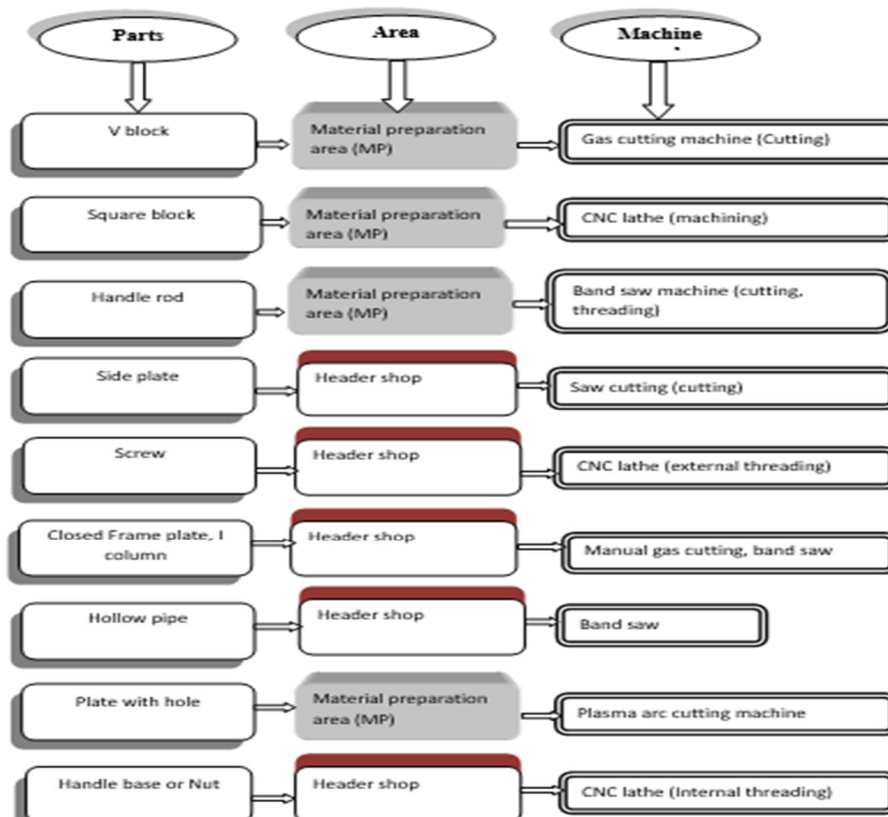 Parts
Area
Machine
V block
Material preparation
area (MP)
Gas cutting machine (Cutting)
Square block
Material preparation
area (MP)
CNC lathe (machining)
Handle rod
Material preparation
area (MP)
Band saw machine (cutting,
threading)
Side plate
Header shop
Saw cutting (cutting)
Screw
Header shop
CNC lathe (external threading)
Closed Frame plate, I
column
Header shop
Manual gas cutting, band saw
Hollow pipe
Header shop
Band saw
Plate with hole
Material preparation
area (MP)
Plasma arc cutting machine
Handle base or Nut
Header shop
CNC lathe (Internal threading)